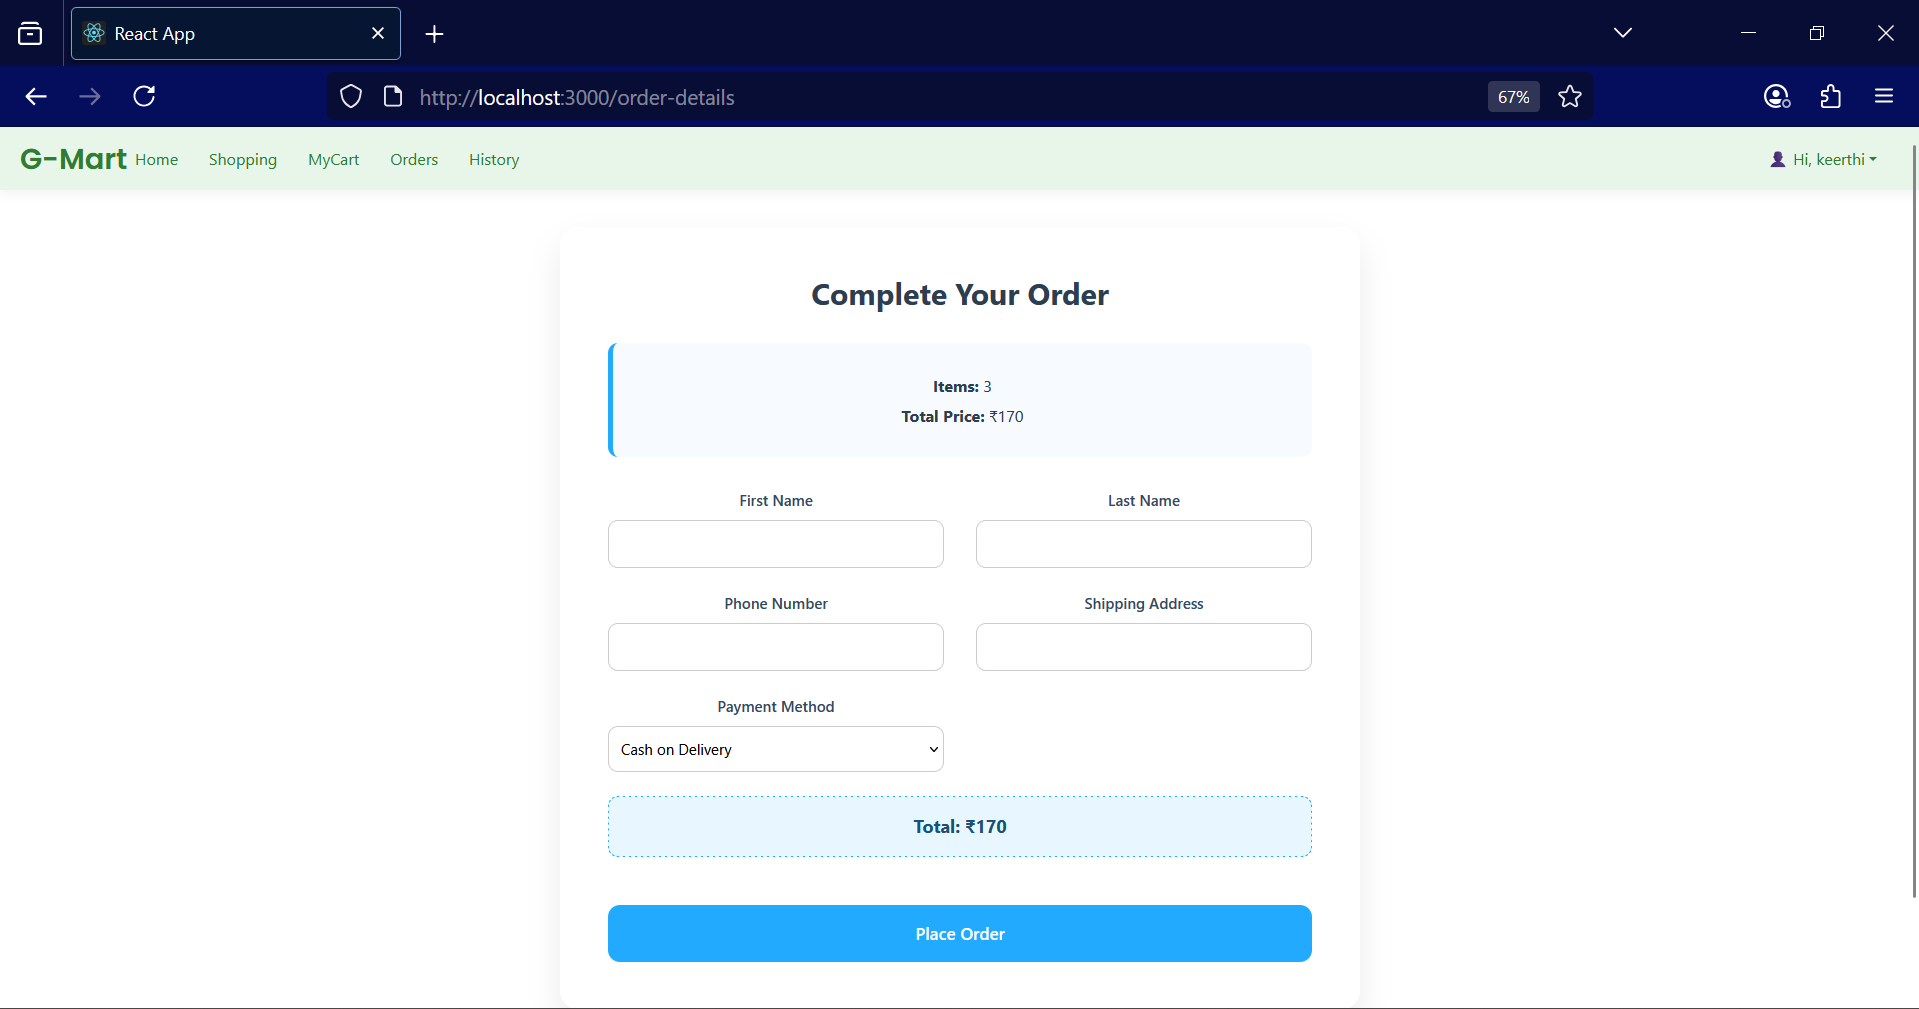 React App
http://localhost:3000/order-details
67%
G-Mart Home Shopping MyCart Orders History Hi, keerthi
Complete Your Order
Items: 3
Total Price: ₹170
First Name Last Name
Phone Number Shipping Address
Payment Method
Cash on Delivery
Total: ₹170
Place Order